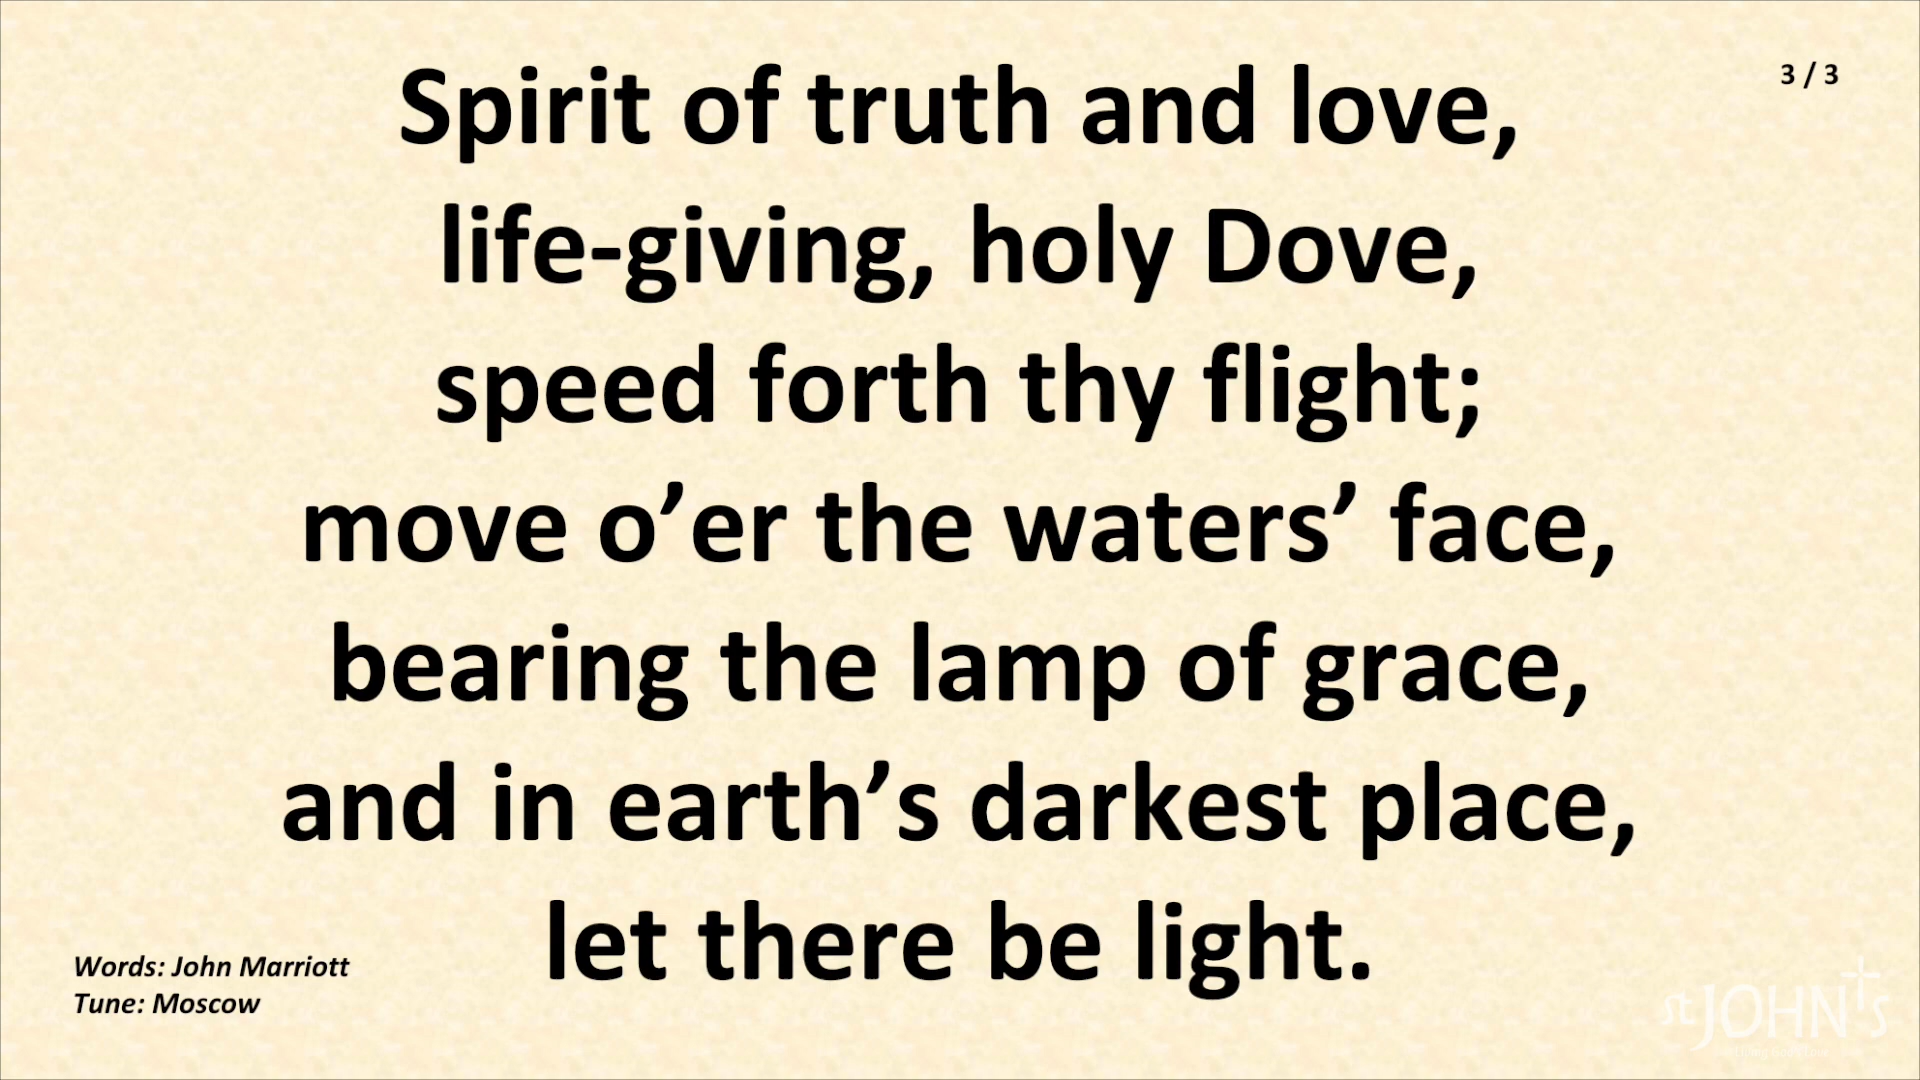 3 / 3
Spirit of truth and love,
life-giving, holy Dove,
speed forth thy flight;
move o’er the waters’ face,
bearing the lamp of grace,
and in earth’s darkest place,
let there be light.
Words: John Marriott
Tune: Moscow
st JOHN'S